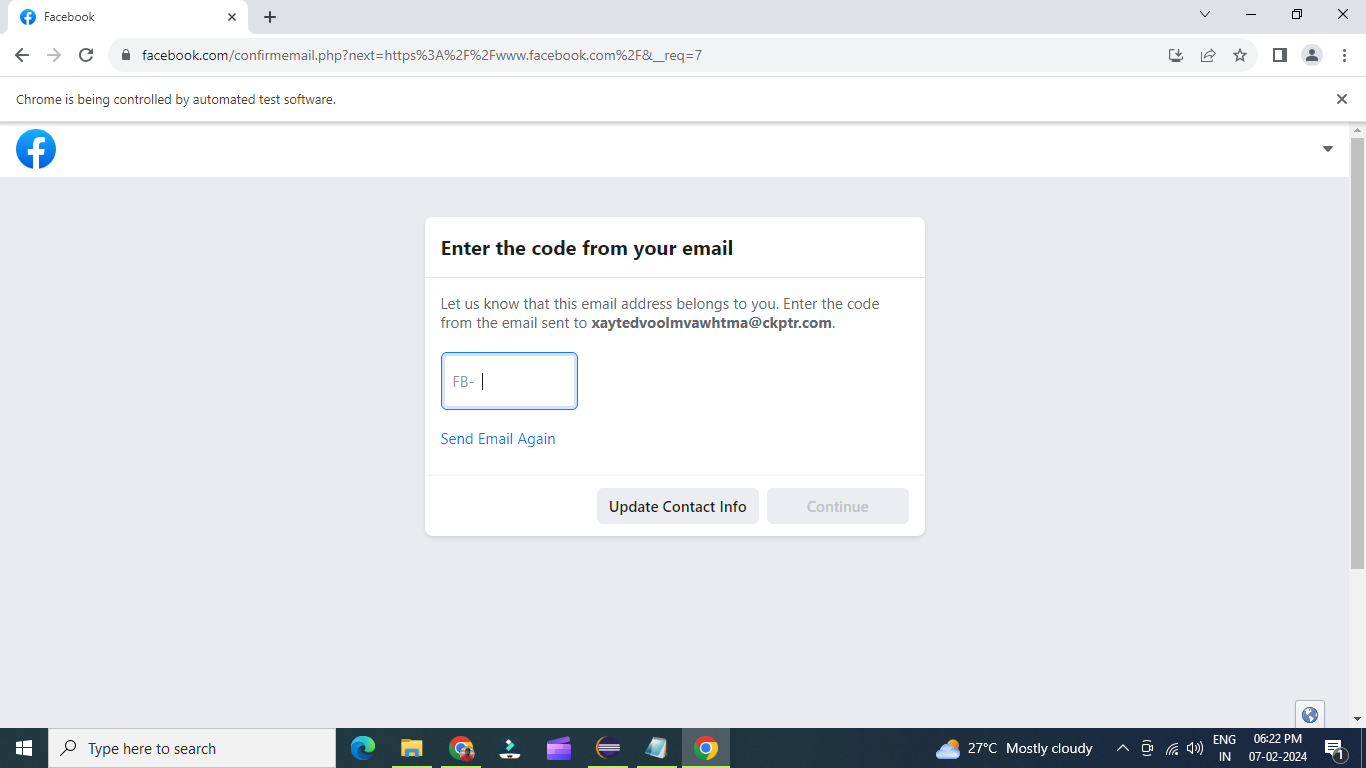 Facebook
facebook.com/confirmemail.php?next=https%3A%2F%2Fwww.facebook.com%2F&__req=7
Chrome is being controlled by automated test software.
Enter the code from your email
Let us know that this email address belongs to you. Enter the code
from the email sent to xaytedvoolmvawhtma@ckptr.com.
FB-
Send Email Again
Update Contact Info
Continue
Type here to search
27°C Mostly cloudy
ENG
IN
06:22 PM
07-02-2024
1